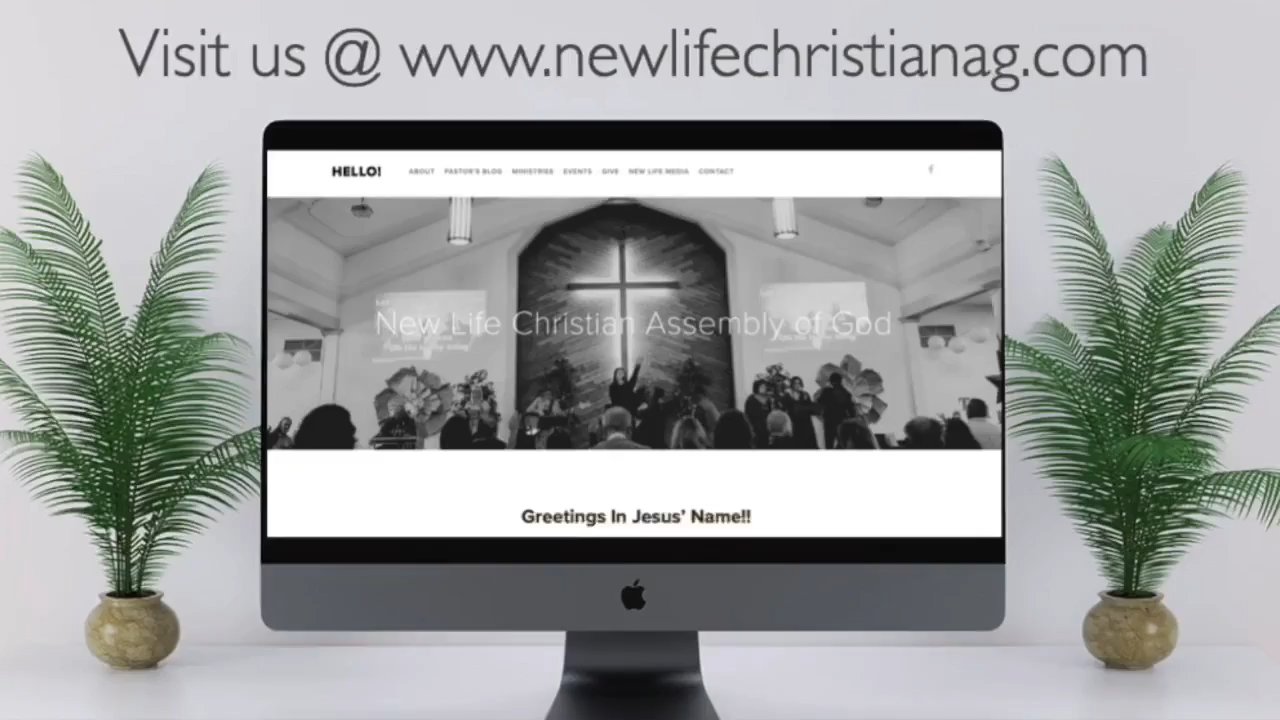 Visit us @ www.newlifechristianag.com
HELLO! ABOUT PASTOR'S BLOG MINISTRIES EVENTS GIVE NEW LIFE MEDIA CONTACT
New Life Christian Assembly of God
Greetings In Jesus' Name!!